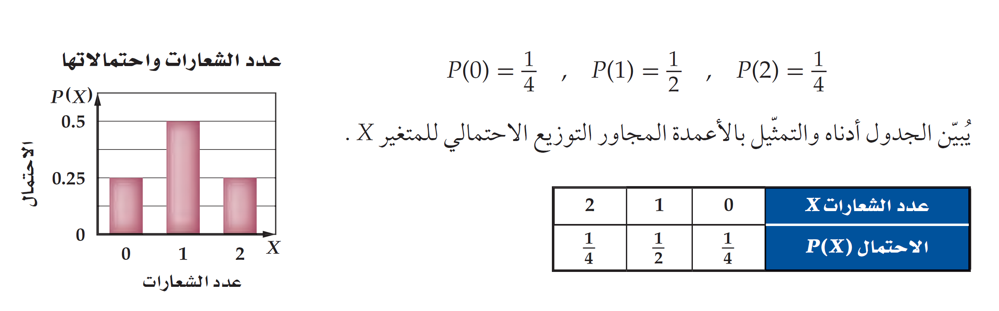 P(0) = 1/4 , P(1) = 1/2 , P(2) = 1/4
يُبيّن الجدول أدناه والتمثّيل بالأعمدة المجاور التوزيع الاحتمالي للمتغير X .
عدد الشعارات X 0 1 2
الاحتمال P(X) 1/4 1/2 1/4
عدد الشعارات واحتمالاتها
P(X)
0.5
0.25
0
الاحتمال
0 1 2 X
عدد الشعارات